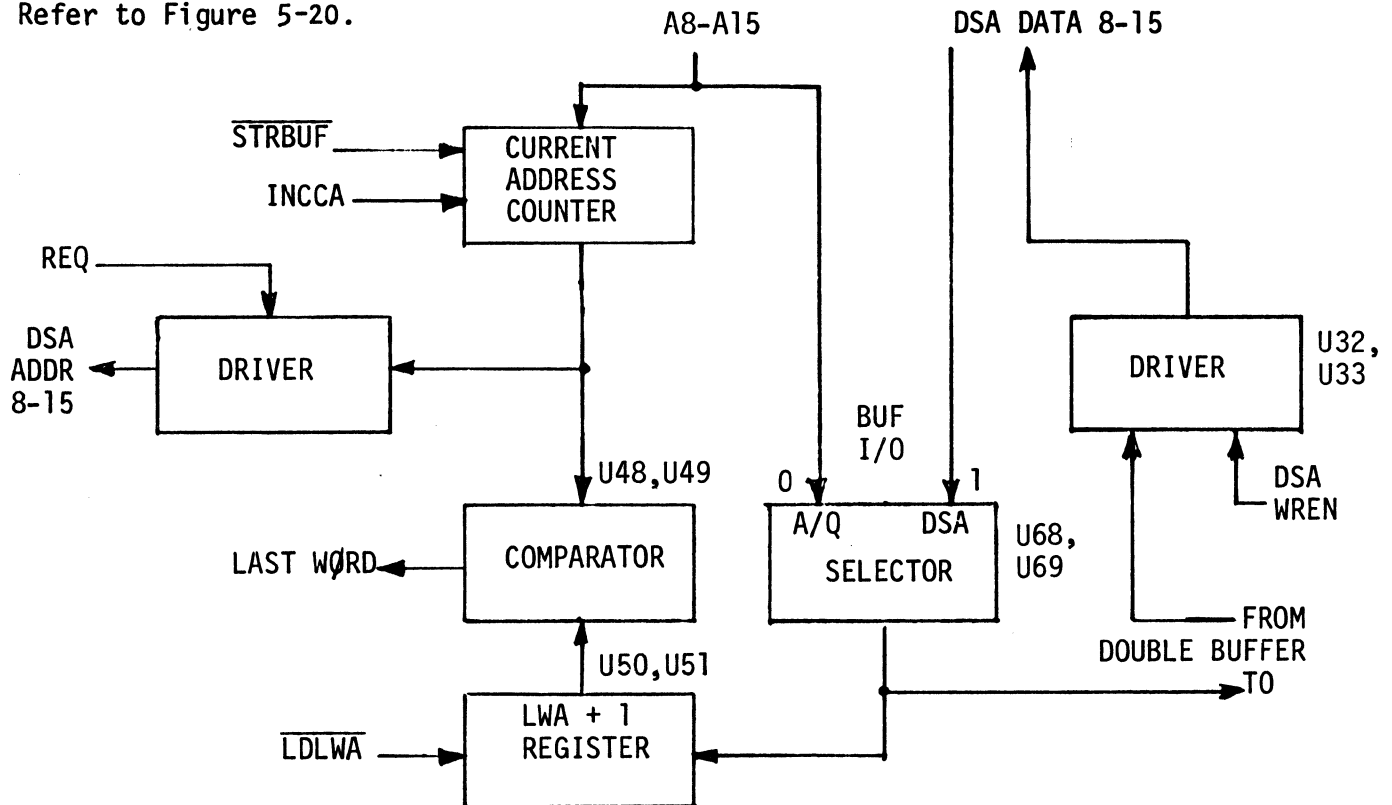 Refer to Figure 5-20.
A8-A15
DSA DATA 8-15
STRBUF
INCCA
CURRENT
ADDRESS
COUNTER
REQ
DSA
ADDR
8-15
DRIVER
DRIVER
U32,
U33
BUF
I/O
0
1
DSA
WREN
U48,U49
A/Q
DSA
SELECTOR
U68,
U69
LAST WØRD
COMPARATOR
FROM
DOUBLE BUFFER
TO
U50,U51
LWA + 1
REGISTER
LDLWA